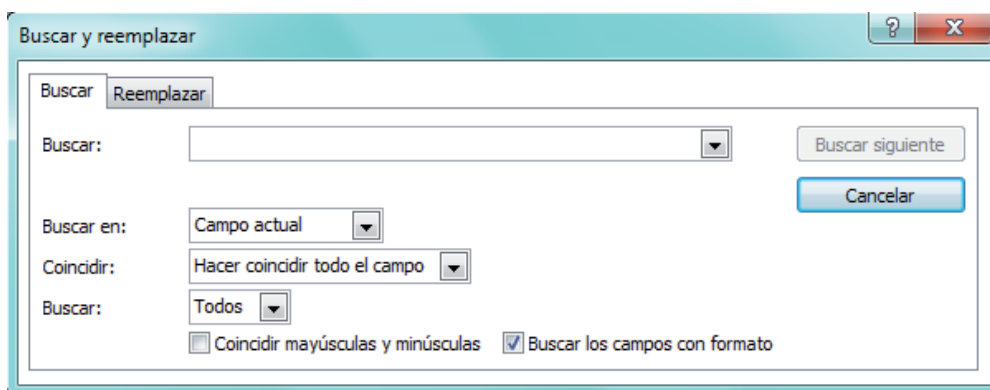 Buscar y reemplazar
Buscar Reemplazar
Buscar: Buscar siguiente
Cancelar
Buscar en: Campo actual
Coincidir: Hacer coincidir todo el campo
Buscar: Todos
Coincidir mayúsculas y minúsculas Buscar los campos con formato